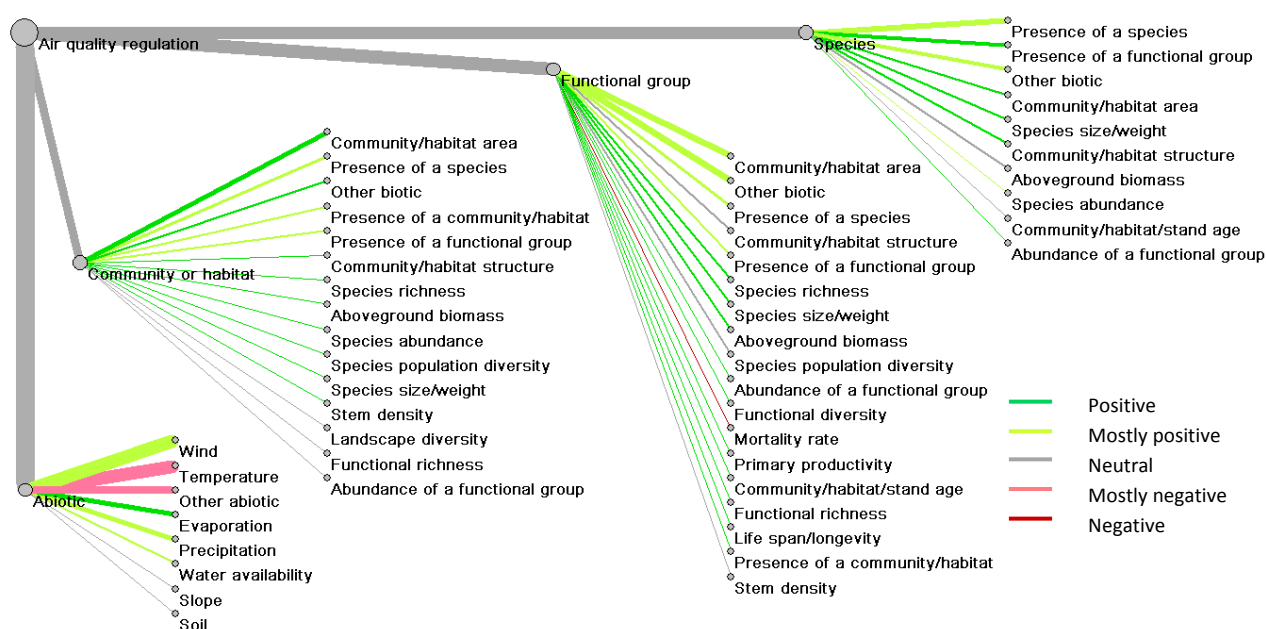 Air quality regulation
Species
Presence of a species
Presence of a functional group
Other biotic
Community/habitat area
Species size/weight
Community/habitat structure
Aboveground biomass
Species abundance
Community/habitat/stand age
Abundance of a functional group
Functional group
Community/habitat area
Other biotic
Presence of a species
Community/habitat structure
Presence of a functional group
Species richness
Species size/weight
Aboveground biomass
Species population diversity
Abundance of a functional group
Functional diversity
Mortality rate
Primary productivity
Community/habitat/stand age
Functional richness
Life span/longevity
Presence of a community/habitat
Stem density
Community or habitat
Community/habitat area
Presence of a species
Other biotic
Presence of a community/habitat
Presence of a functional group
Community/habitat structure
Species richness
Aboveground biomass
Species abundance
Species population diversity
Species size/weight
Stem density
Landscape diversity
Functional richness
Abundance of a functional group
Abiotic
Wind
Temperature
Other abiotic
Evaporation
Precipitation
Water availability
Slope
Soil
Positive
Mostly positive
Neutral
Mostly negative
Negative